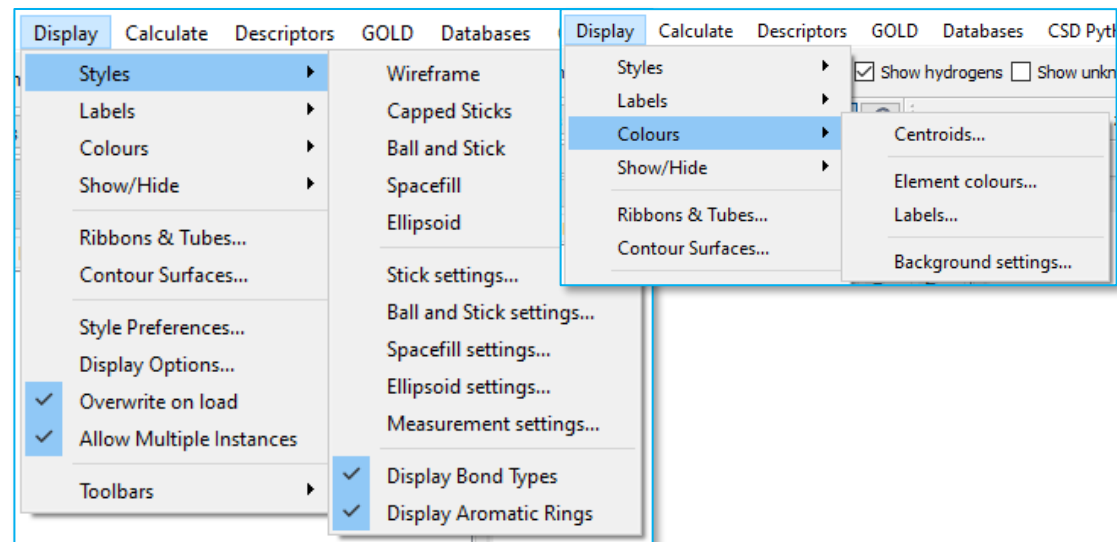 Display Calculate Descriptors GOLD Databases
Styles
Labels
Colours
Show/Hide
Ribbons & Tubes...
Contour Surfaces...
Style Preferences...
Display Options...
Overwrite on load
Allow Multiple Instances
Toolbars
Wireframe
Capped Sticks
Ball and Stick
Spacefill
Ellipsoid
Stick settings...
Ball and Stick settings...
Spacefill settings...
Ellipsoid settings...
Measurement settings...
Display Bond Types
Display Aromatic Rings
Display Calculate Descriptors GOLD Databases CSD Pyt
Show hydrogens Show unkn
Styles
Labels
Colours
Show/Hide
Ribbons & Tubes...
Contour Surfaces...
Centroids...
Element colours...
Labels...
Background settings...